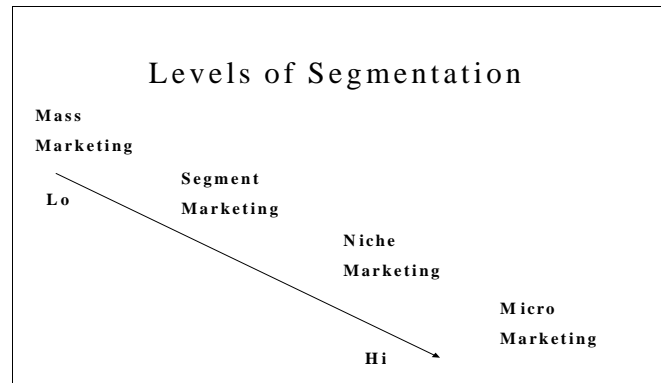 Levels of Segmentation
Mass
Marketing
Lo
Segment
Marketing
Niche
Marketing
Micro
Marketing
Hi